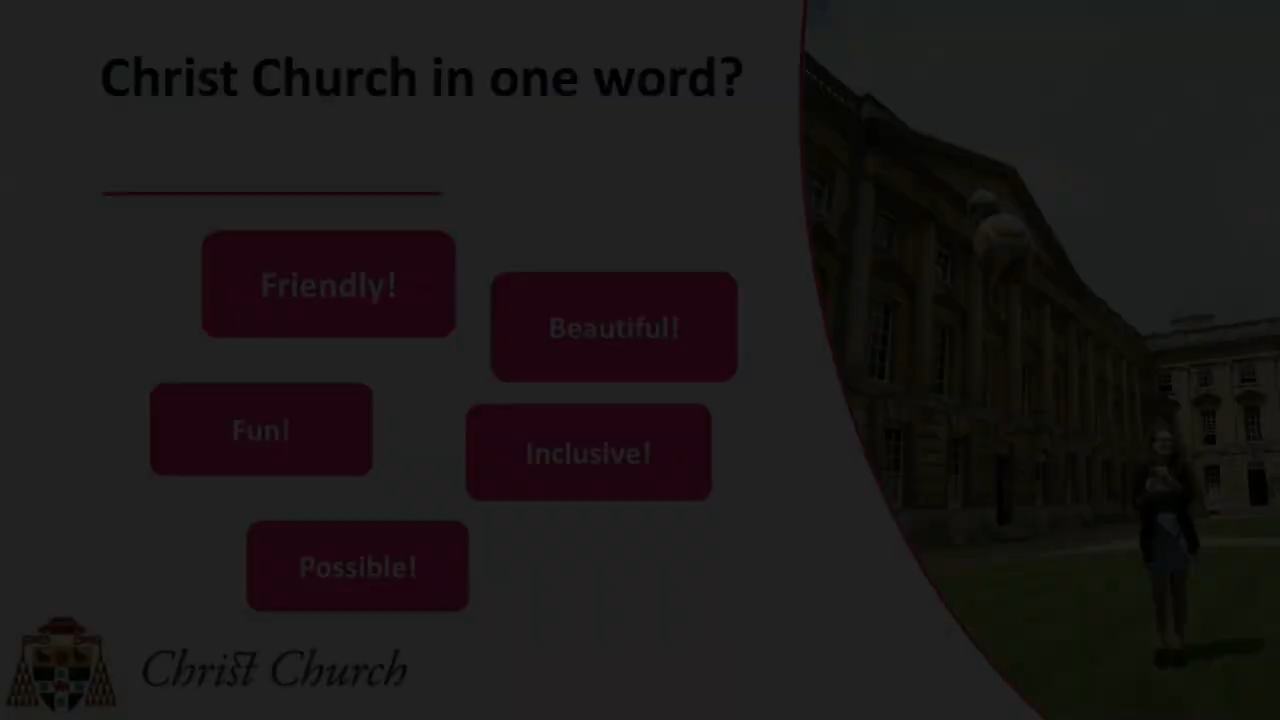 Christ Church in one word?
Friendly!
Beautiful!
Fun!
Inclusive!
Possible!
Christ Church